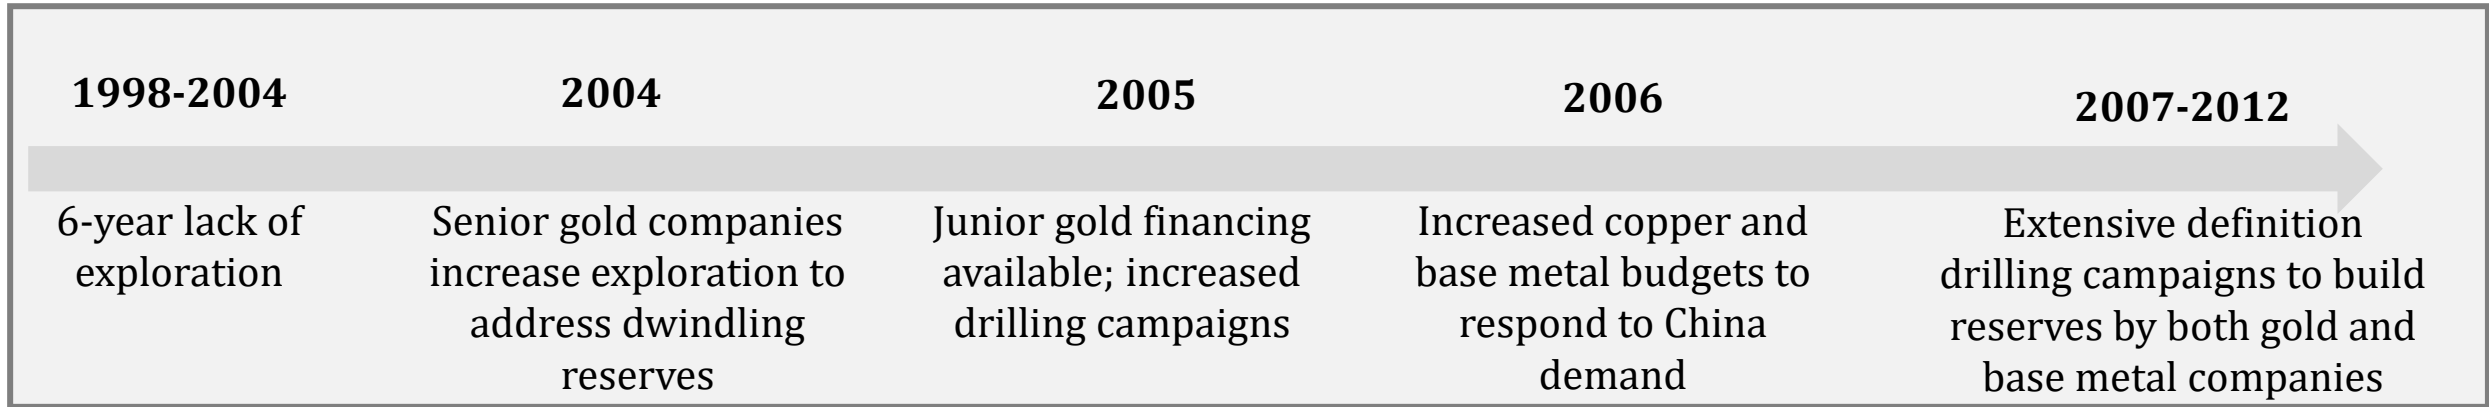 1998-2004
6-year lack of
exploration
2004
Senior gold companies
increase exploration to
address dwindling
reserves
2005
Junior gold financing
available; increased
drilling campaigns
2006
Increased copper and
base metal budgets to
respond to China
demand
2007-2012
Extensive definition
drilling campaigns to build
reserves by both gold and
base metal companies